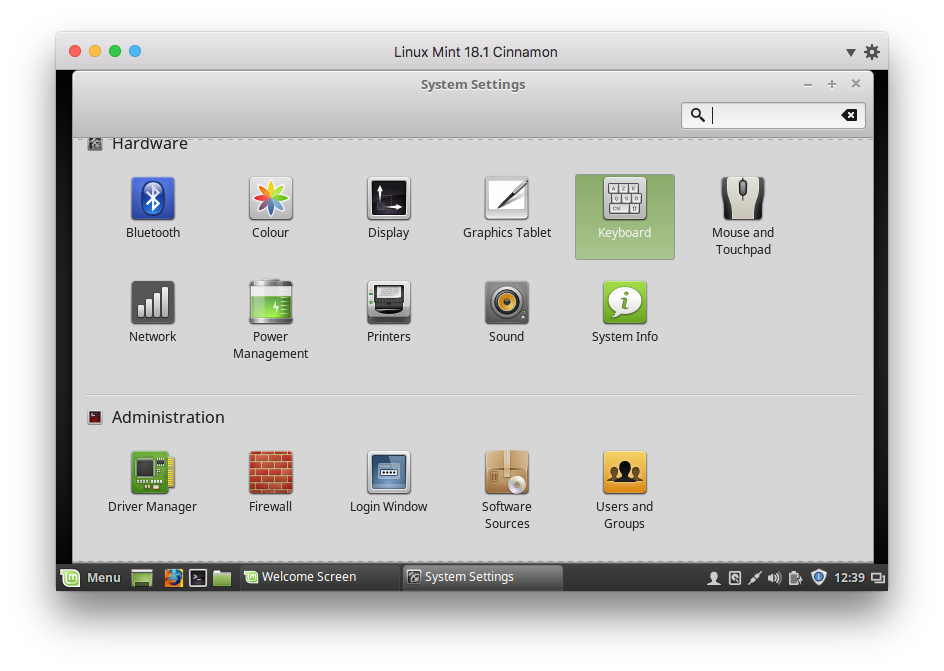 Linux Mint 18.1 Cinnamon
System Settings
Hardware
Bluetooth
Colour
Display
Graphics Tablet
Keyboard
Mouse and
Touchpad
Network
Power
Management
Printers
Sound
System Info
Administration
Driver Manager
Firewall
Login Window
Software
Sources
Users and
Groups
Menu
Welcome Screen
System Settings
12:39